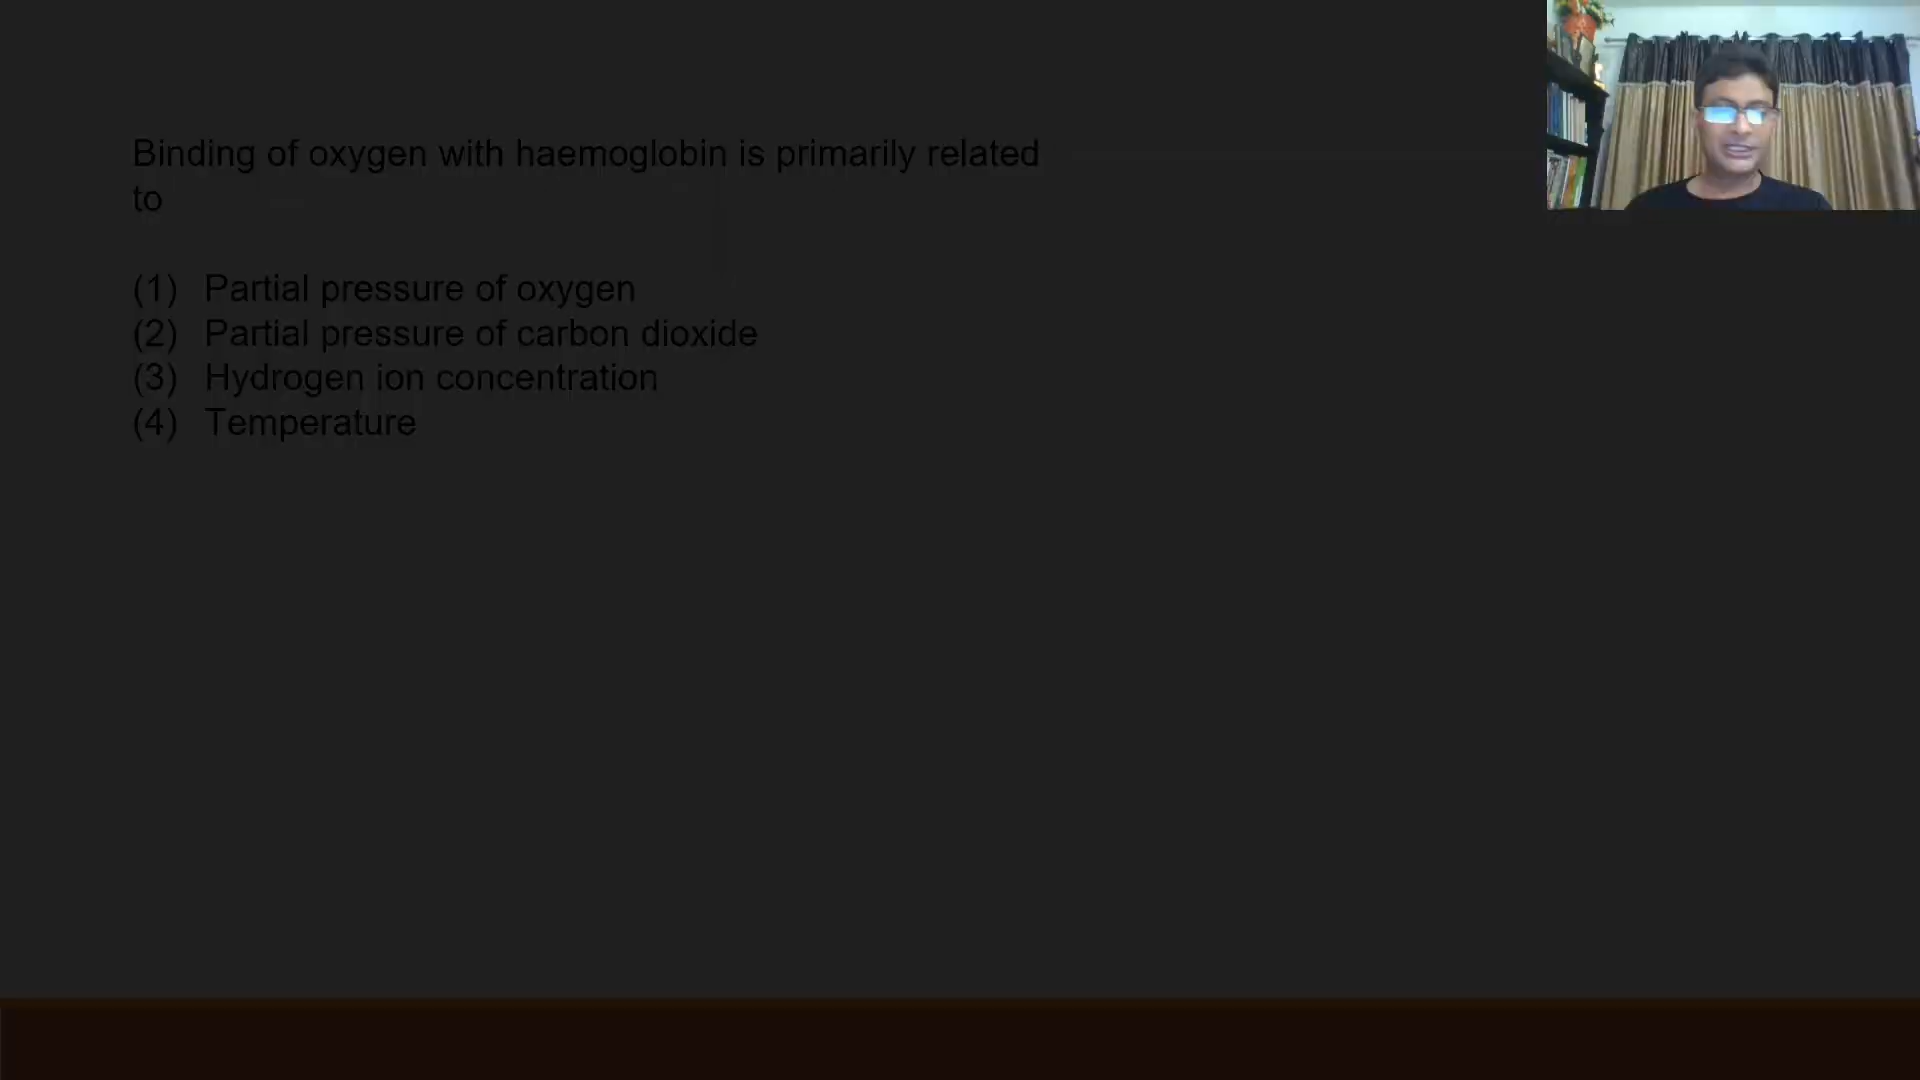 Binding of oxygen with haemoglobin is primarily related
to
(1) Partial pressure of oxygen
(2) Partial pressure of carbon dioxide
(3) Hydrogen ion concentration
(4) Temperature